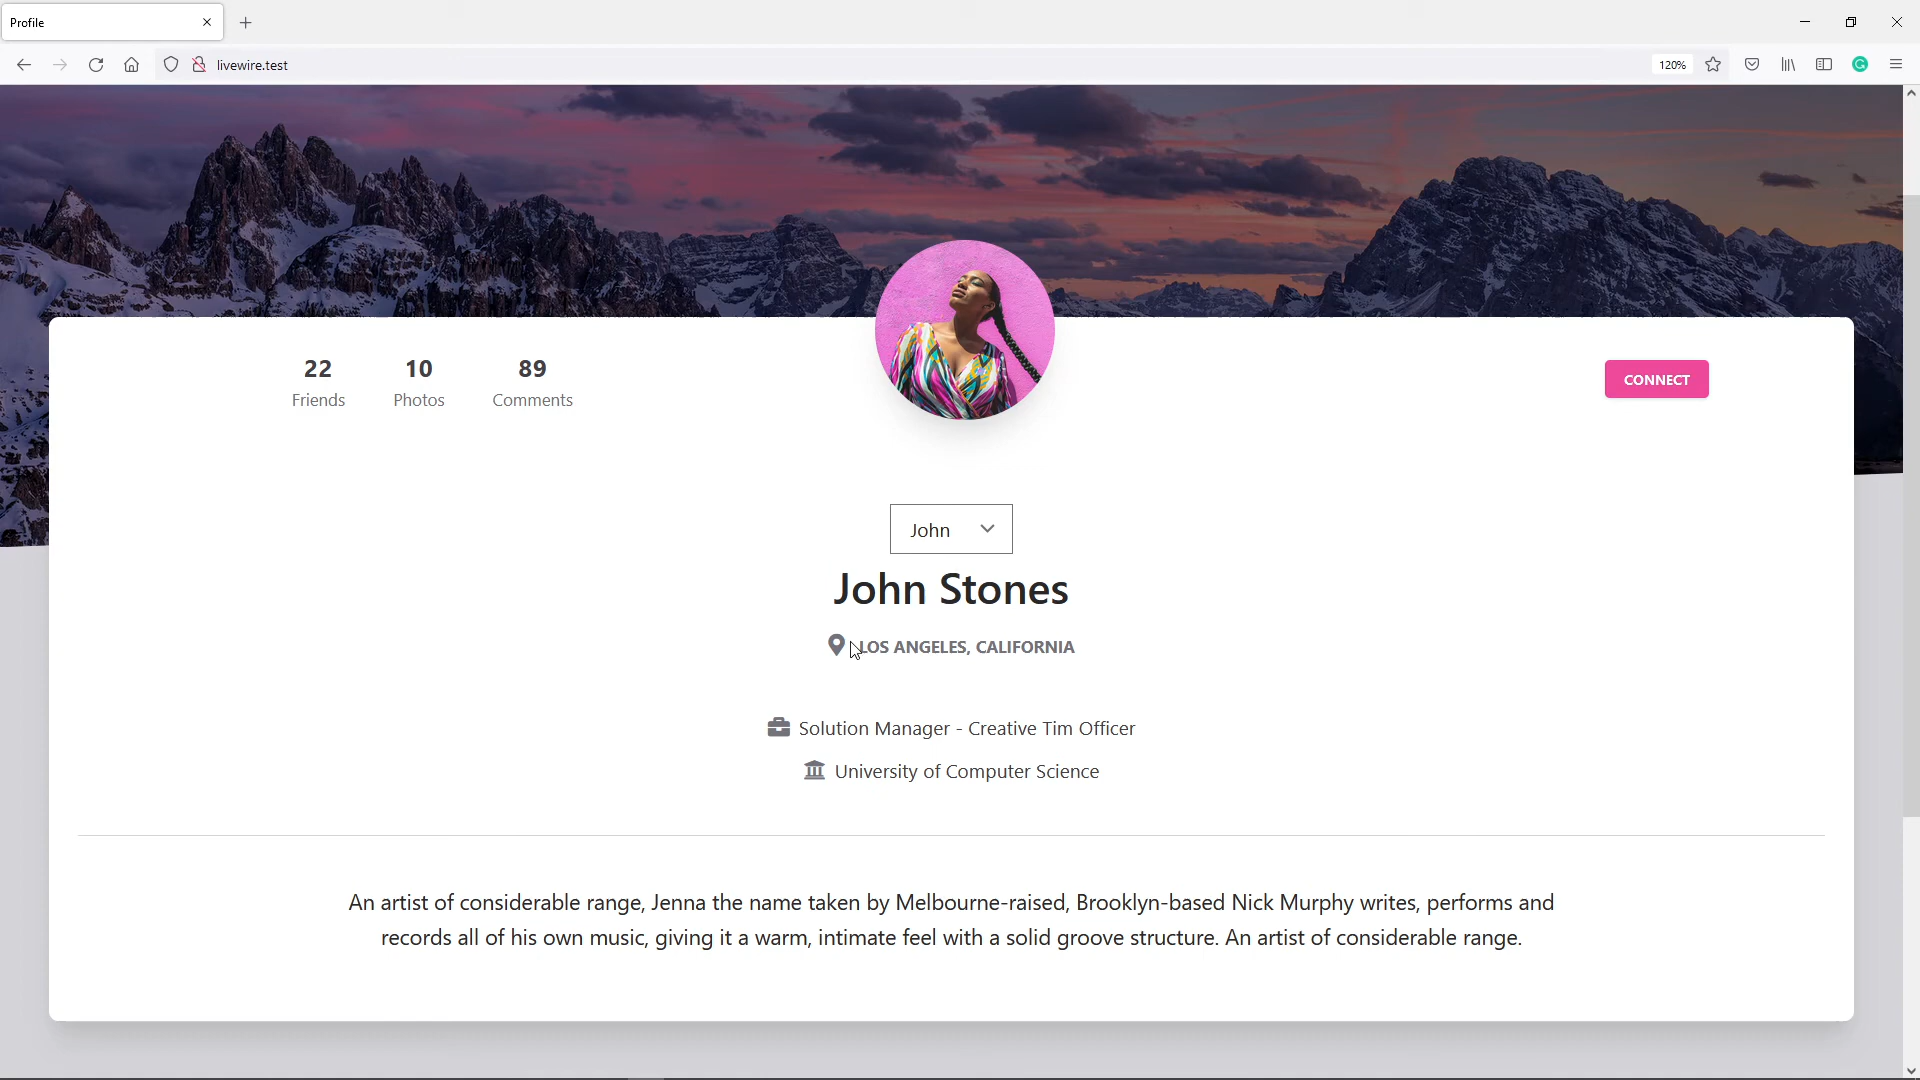 Profile
livewire.test
120%
22
10
89
Friends
Photos
Comments
CONNECT
John
John Stones
LOS ANGELES, CALIFORNIA
Solution Manager - Creative Tim Officer
University of Computer Science
An artist of considerable range, Jenna the name taken by Melbourne-raised, Brooklyn-based Nick Murphy writes, performs and
records all of his own music, giving it a warm, intimate feel with a solid groove structure. An artist of considerable range.